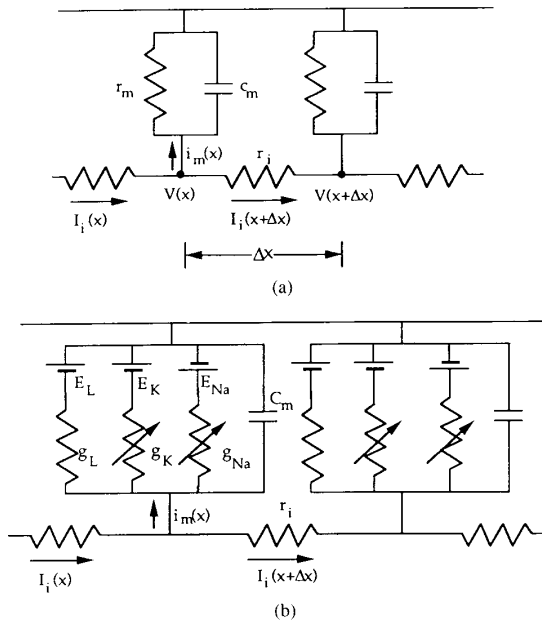 r_m
c_m
i_m(x)
r_i
V(x)
V(x+Δx)
I_i(x)
I_i(x+Δx)
Δx
(a)
E_L
E_K
E_Na
C_m
g_L
g_K
g_Na
i_m(x)
r_i
I_i(x)
I_i(x+Δx)
(b)